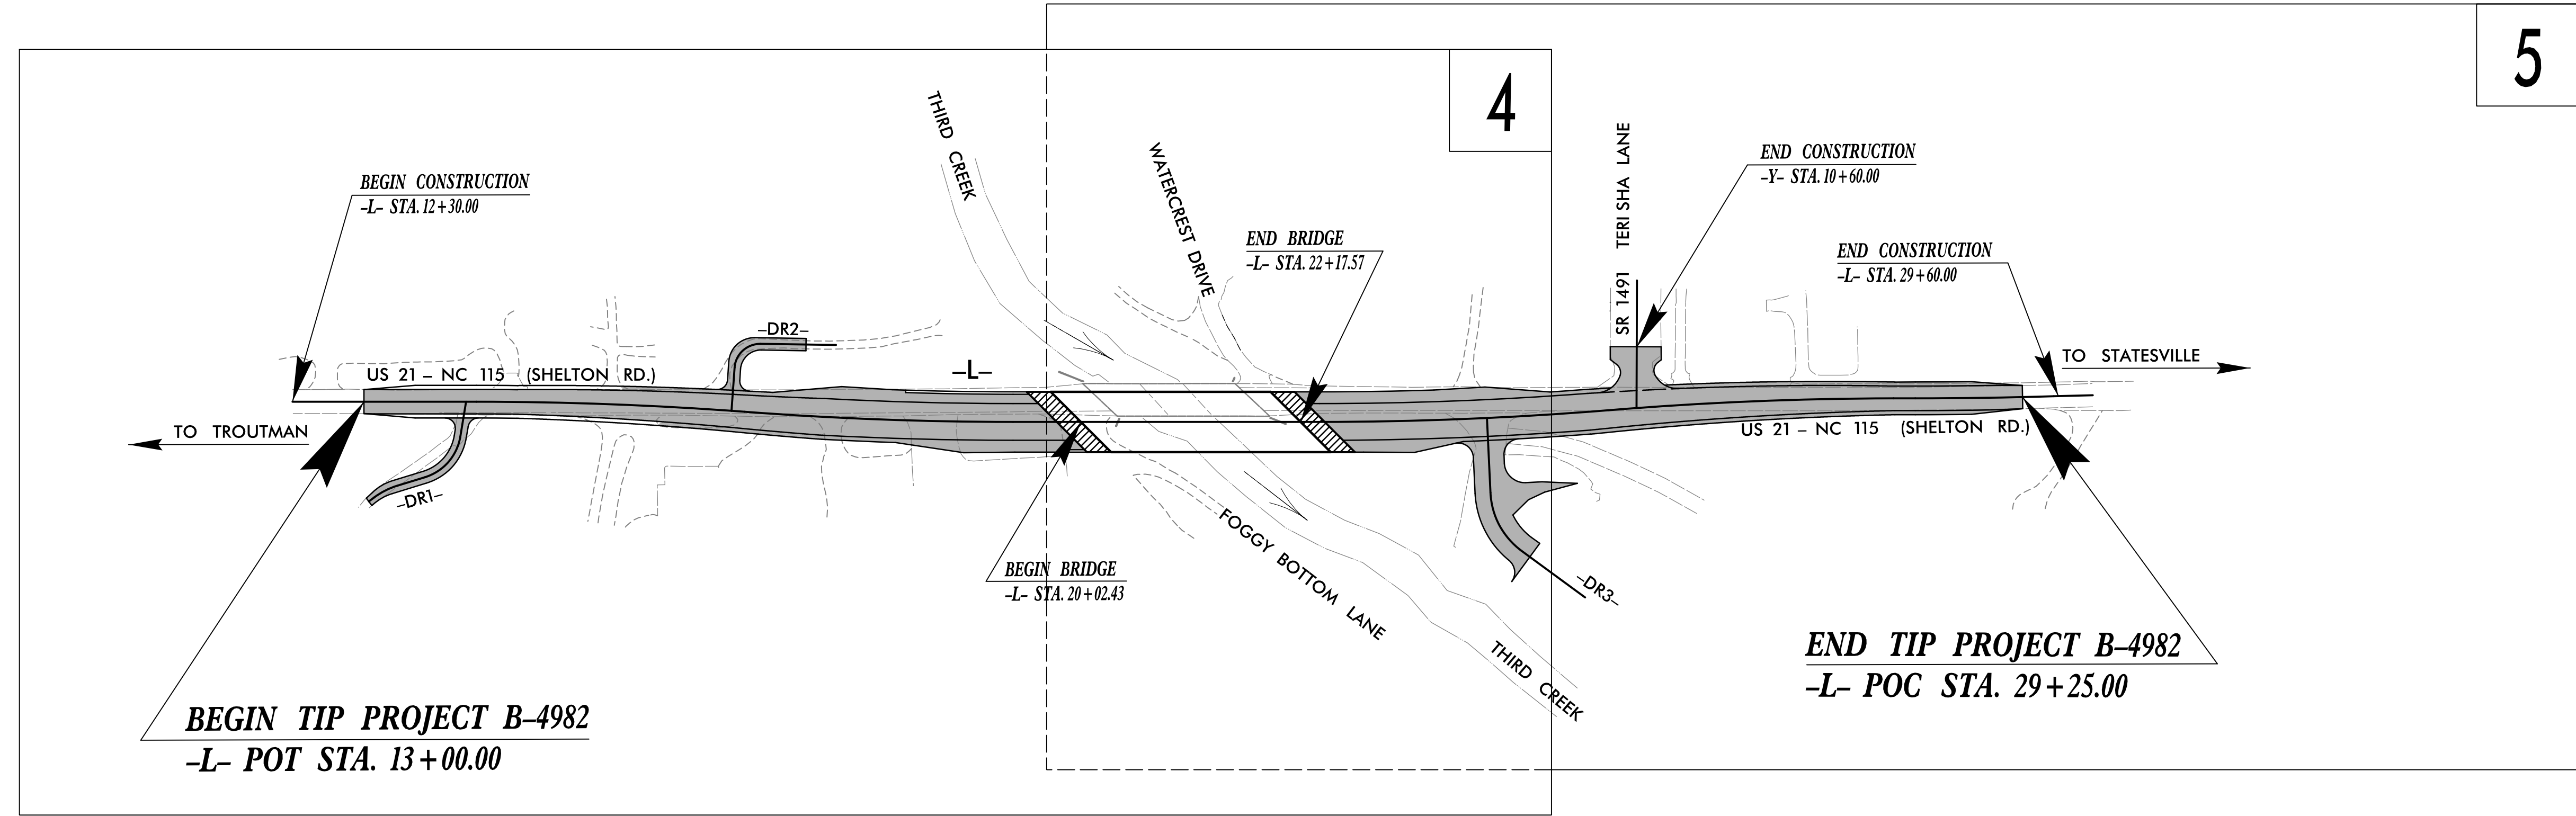 5
4
THIRD CREEK
WATERCREST DRIVE
SR 1491 TERI SHA LANE
END CONSTRUCTION
–Y– STA. 10+60.00
BEGIN CONSTRUCTION
–L– STA. 12+30.00
END BRIDGE
–L– STA. 22+17.57
END CONSTRUCTION
–L– STA. 29+60.00
–DR2–
TO STATESVILLE
US 21 – NC 115 (SHELTON RD.)
–L–
TO TROUTMAN
US 21 – NC 115 (SHELTON RD.)
–DR1–
FOGGY BOTTOM LANE
BEGIN BRIDGE
–L– STA. 20+02.43
–DR3–
THIRD CREEK
END TIP PROJECT B–4982
–L– POC STA. 29+25.00
BEGIN TIP PROJECT B–4982
–L– POT STA. 13+00.00